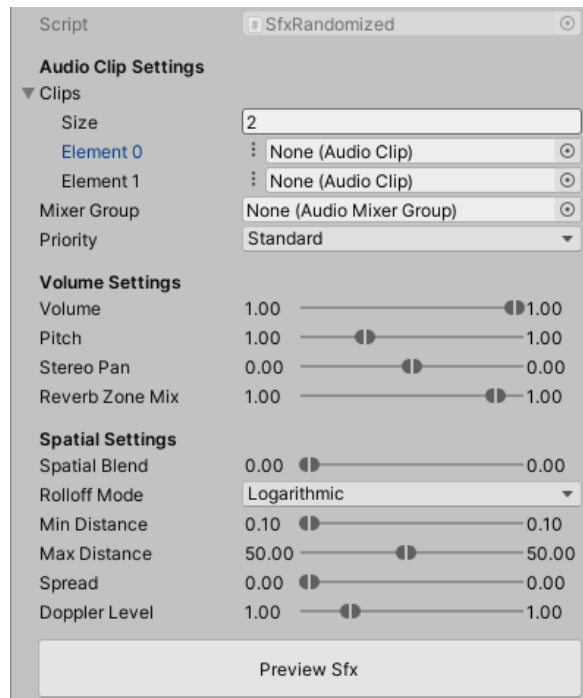 Script # SfxRandomized
Audio Clip Settings
Clips
Size 2
Element 0 None (Audio Clip)
Element 1 None (Audio Clip)
Mixer Group None (Audio Mixer Group)
Priority Standard
Volume Settings
Volume 1.00 1.00
Pitch 1.00 1.00
Stereo Pan 0.00 0.00
Reverb Zone Mix 1.00 1.00
Spatial Settings
Spatial Blend 0.00 0.00
Rolloff Mode Logarithmic
Min Distance 0.10 0.10
Max Distance 50.00 50.00
Spread 0.00 0.00
Doppler Level 1.00 1.00
Preview Sfx